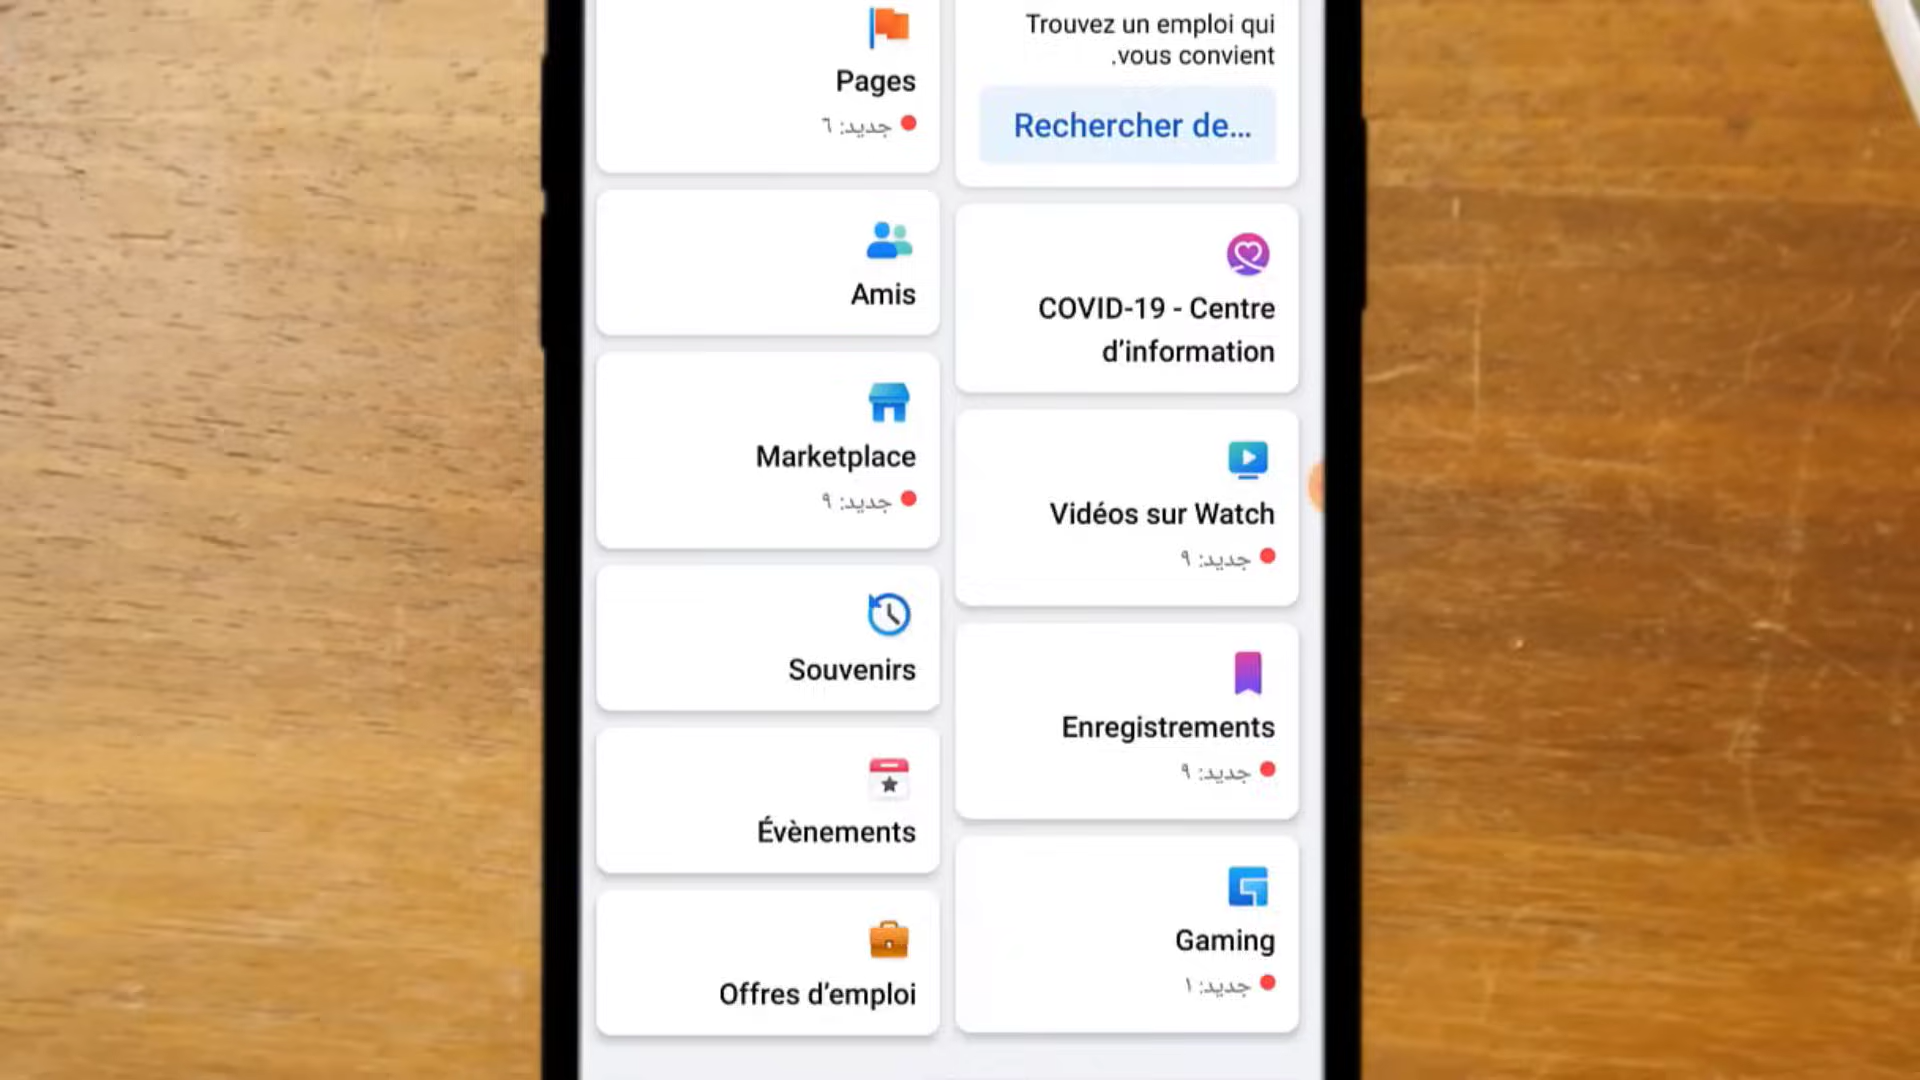 Trouvez un emploi qui
vous convient.
Rechercher de...
COVID-19 - Centre
d'information
Vidéos sur Watch
جديد: ٩
Enregistrements
جديد: ٩
Gaming
جديد: ١
Pages
جديد: ٦
Amis
Marketplace
جديد: ٩
Souvenirs
Évènements
Offres d'emploi